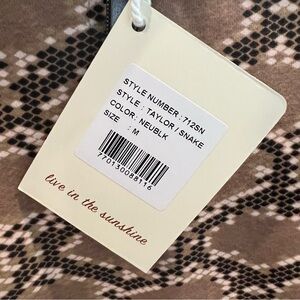 STYLE NUMBER : 712SN
STYLE : TAYLOR / SNAKE
COLOR : NEUBLK
SIZE : M
770130088116
live in the sunshine